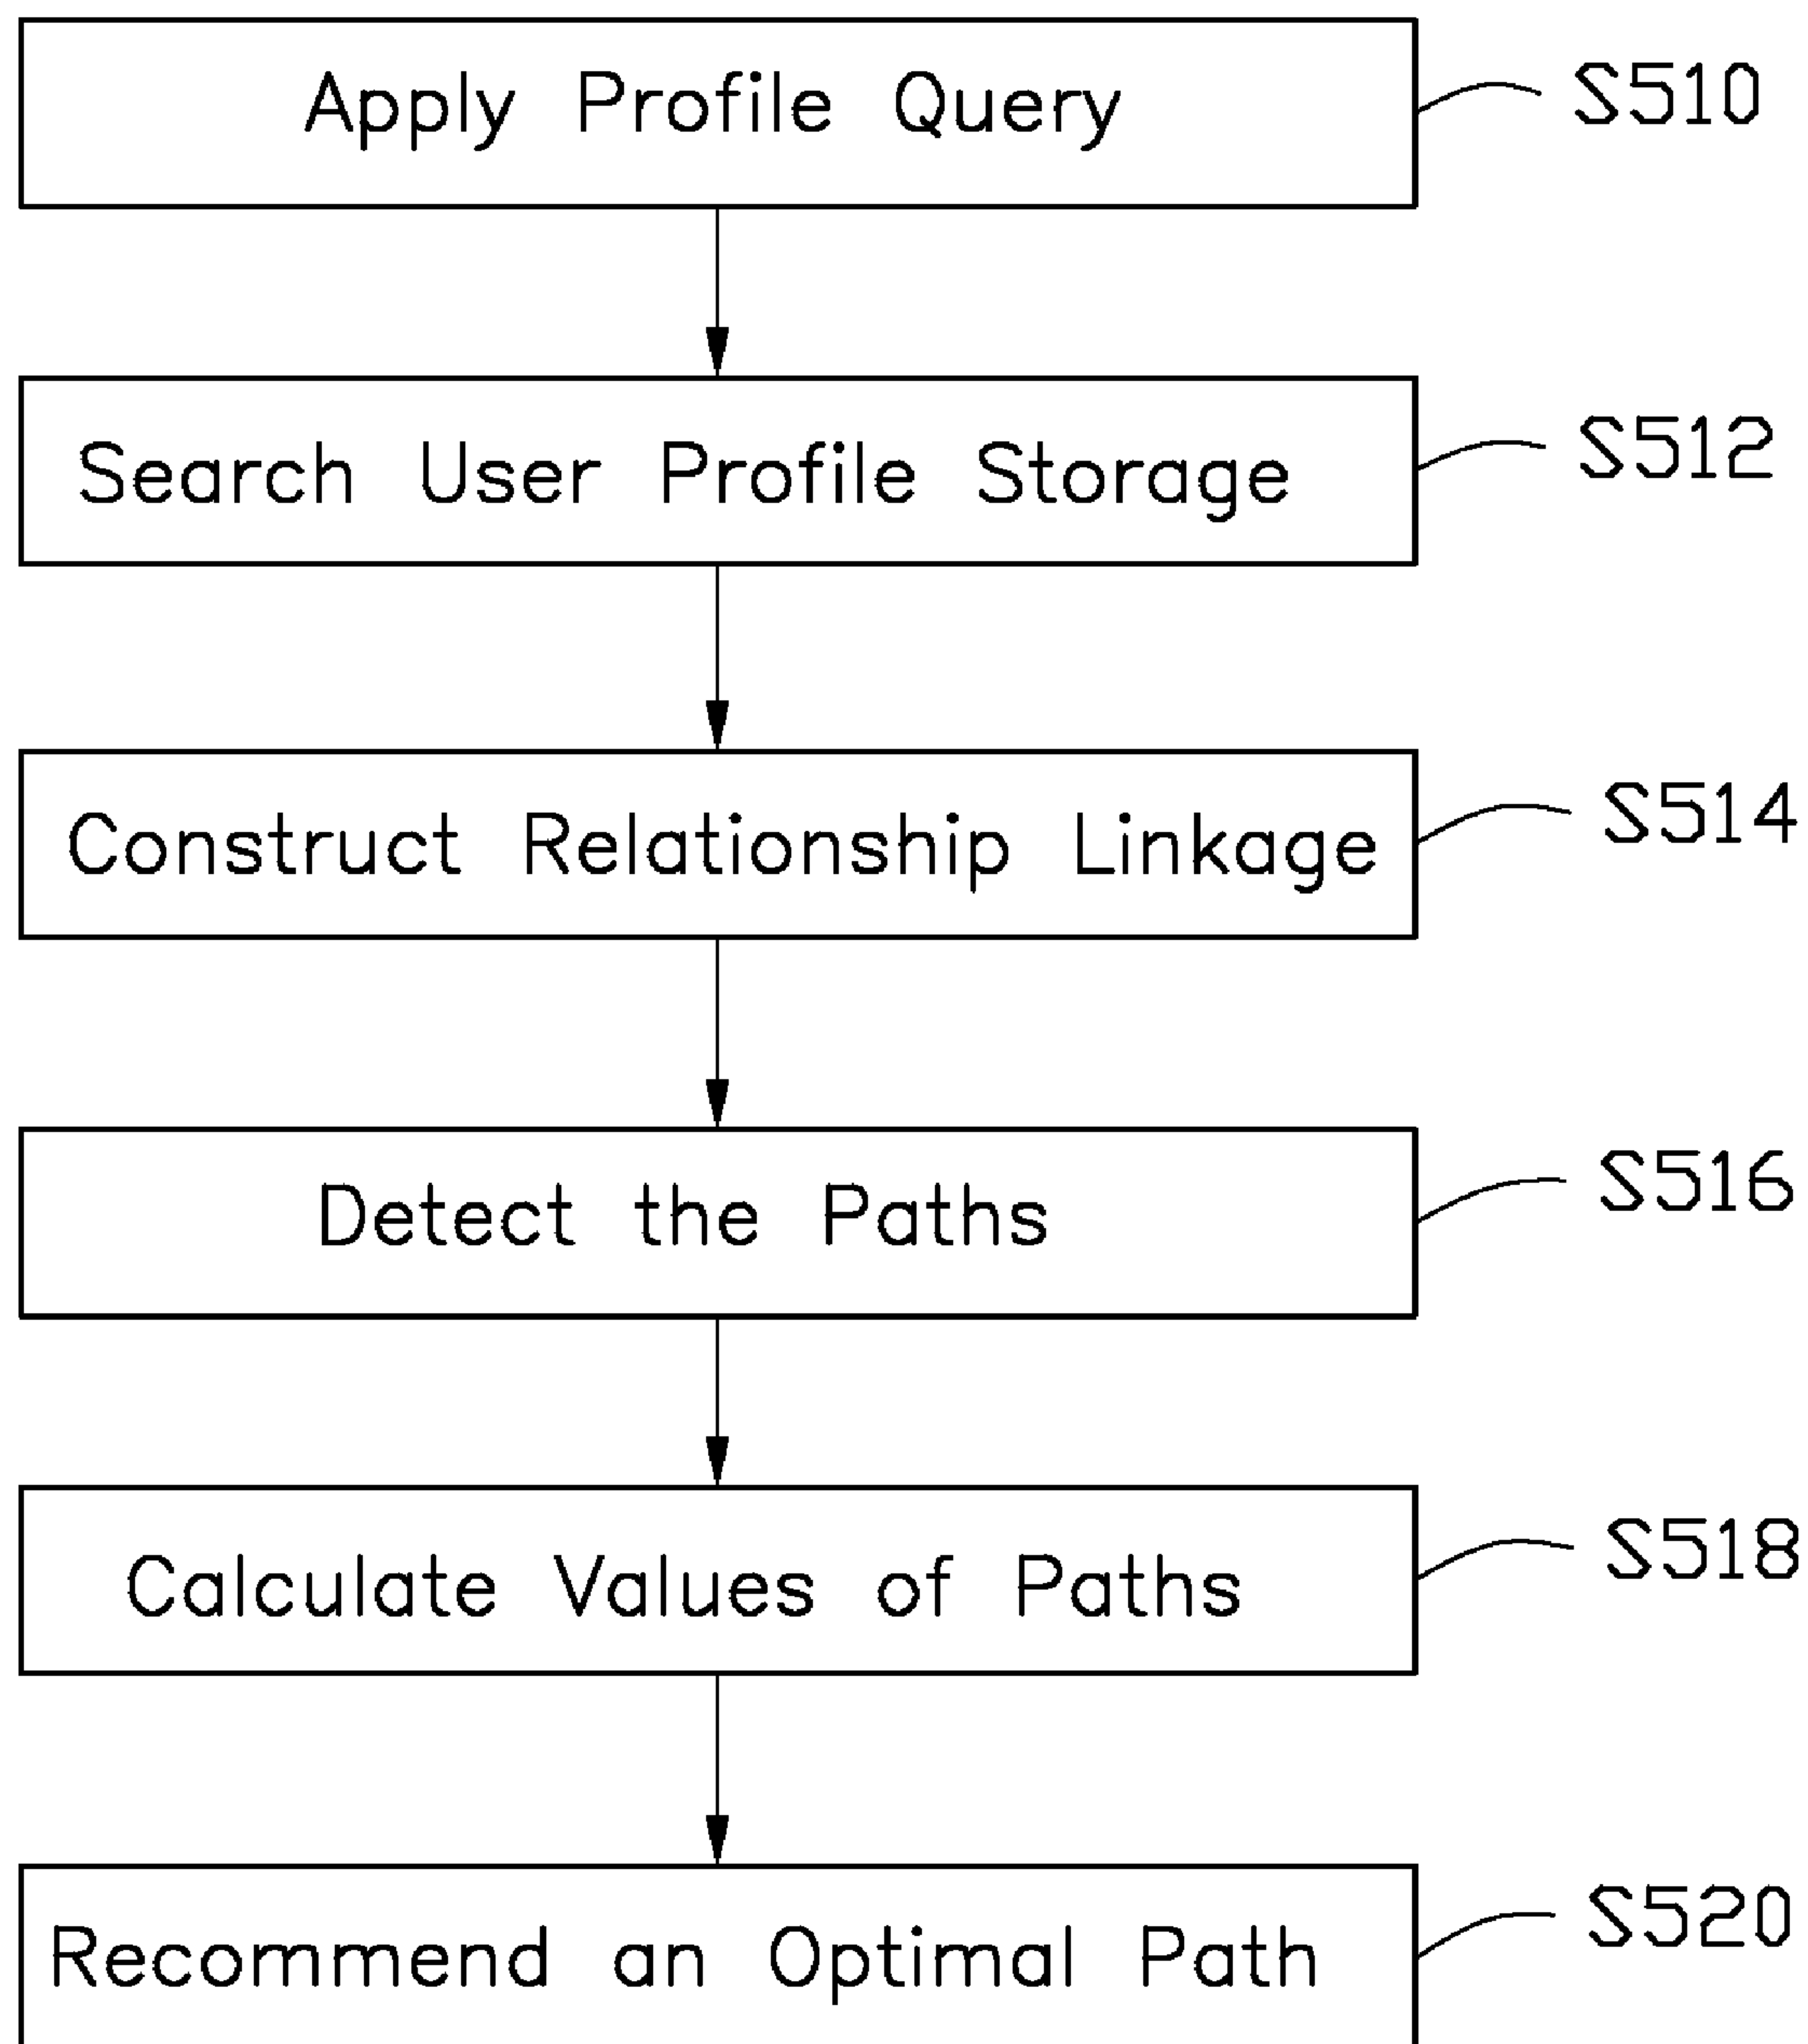 Apply Profile Query
S510
Search User Profile Storage
S512
Construct Relationship Linkage
S514
Detect the Paths
S516
Calculate Values of Paths
S518
Recommend an Optimal Path
S520